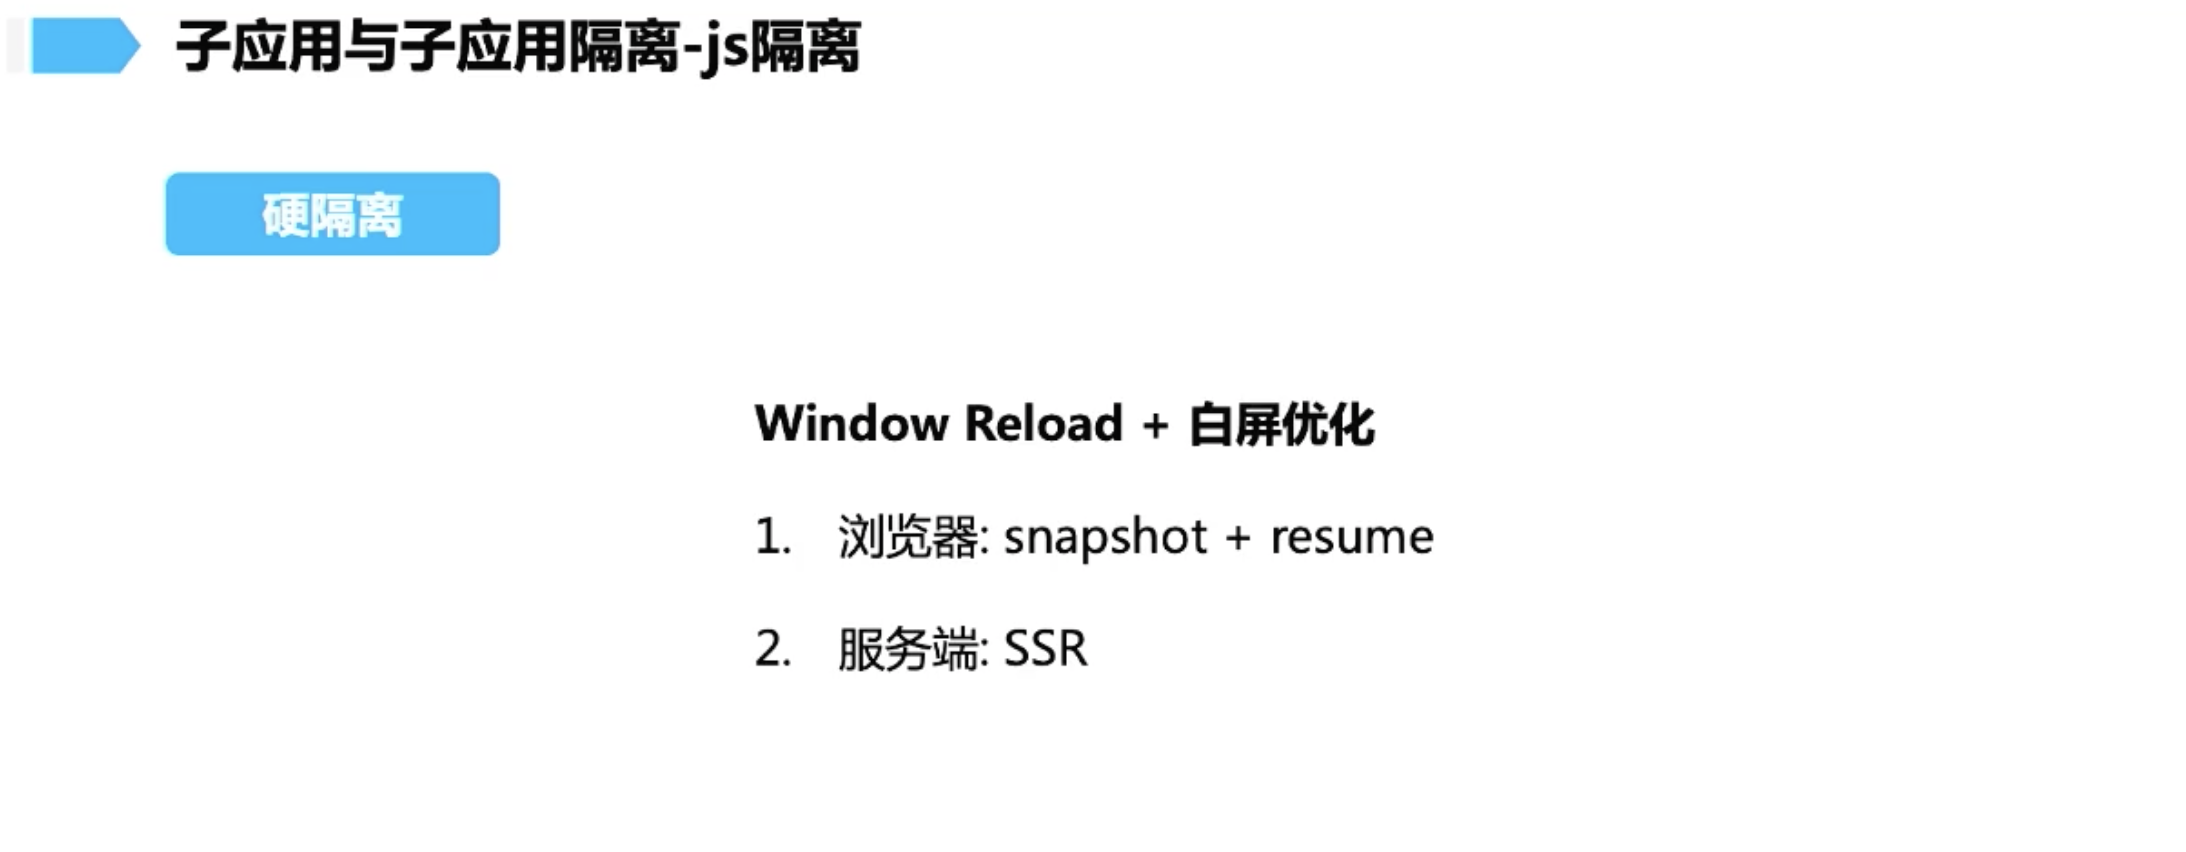 子应用与子应用隔离-js隔离
硬隔离
Window Reload + 白屏优化
1. 浏览器: snapshot + resume
2. 服务端: SSR